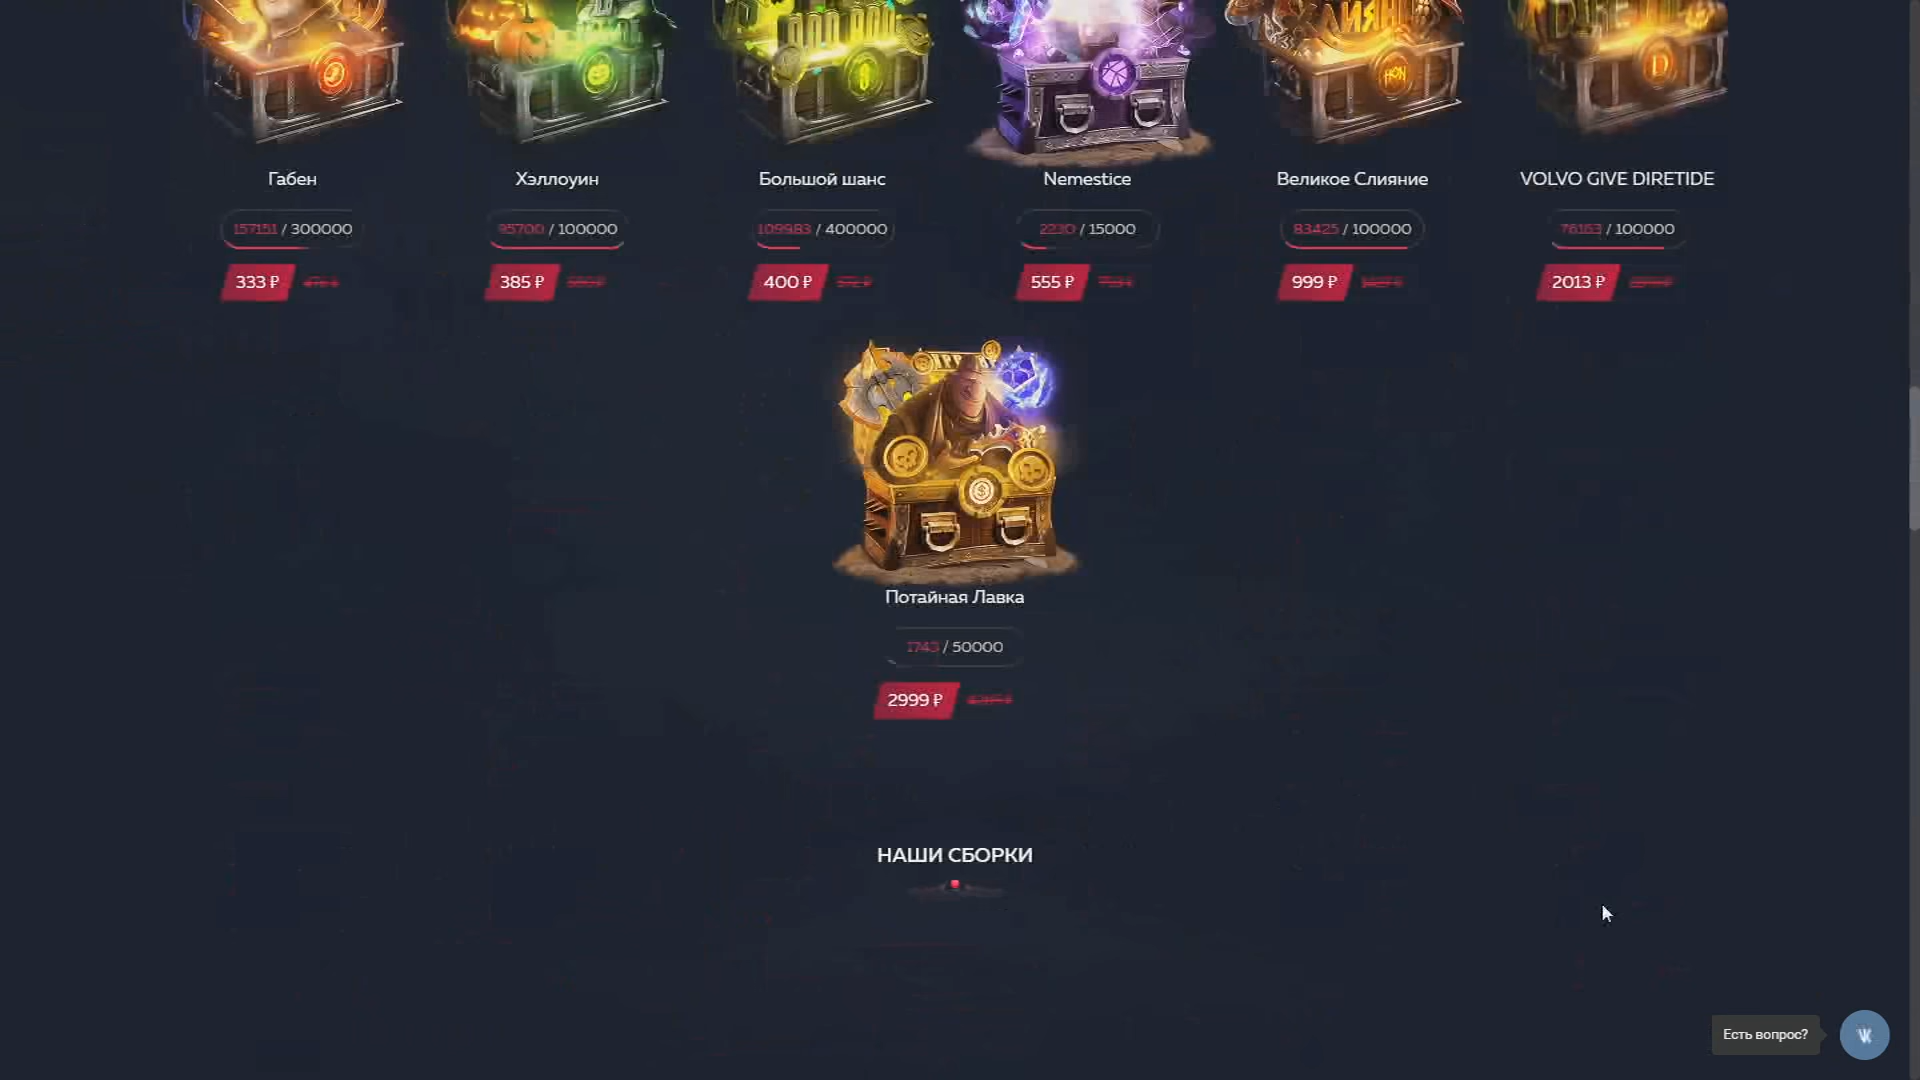 Габен
Хэллоуин
Большой шанс
Nemestice
Великое Слияние
VOLVO GIVE DIRETIDE
157151 / 300000
95700 / 100000
109983 / 400000
2230 / 15000
83425 / 100000
76163 / 100000
333 ₽
385 ₽
400 ₽
555 ₽
999 ₽
2013 ₽
Потайная Лавка
1743 / 50000
2999 ₽
НАШИ СБОРКИ
Есть вопрос?